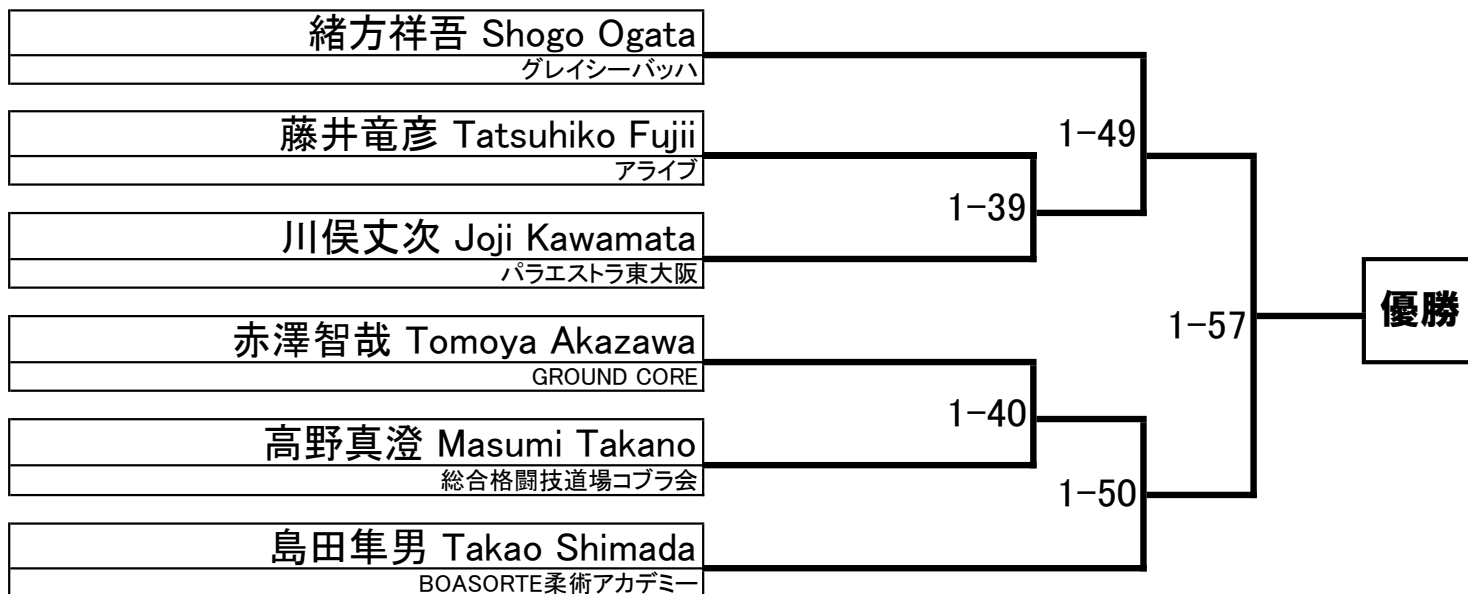 緒方祥吾 Shogo Ogata
グレイシーバッハ
藤井竜彦 Tatsuhiko Fujii
アライブ
川俣丈次 Joji Kawamata
パラエストラ東大阪
赤澤智哉 Tomoya Akazawa
GROUND CORE
高野真澄 Masumi Takano
総合格闘技道場コブラ会
島田隼男 Takao Shimada
BOASORTE柔術アカデミー
1-49
1-39
1-40
1-50
1-57
優勝